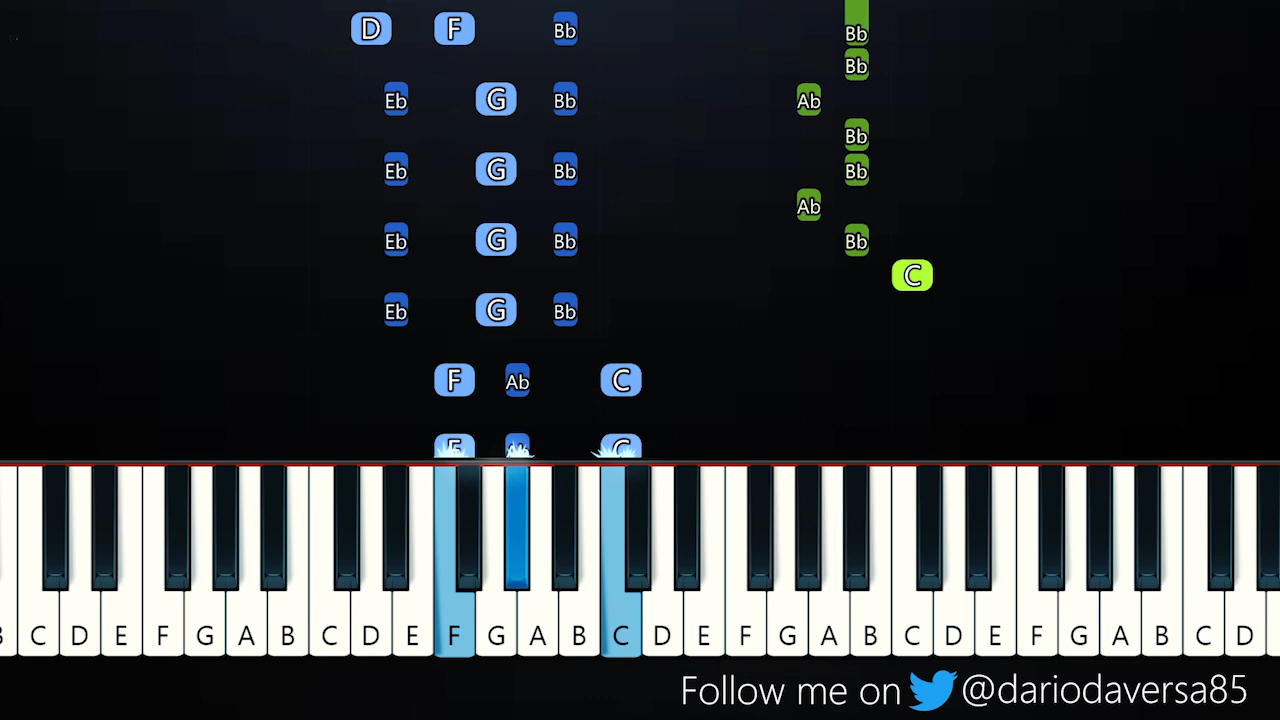 D F Bb Bb
Bb
Eb G Bb Ab
Bb
Eb G Bb Bb
Ab
Eb G Bb Bb
C
Eb G Bb
F Ab C
F Ab C
B C D E F G A B C D E F G A B C D E F G A B C D E F G A B C D
Follow me on @dariodaversa85